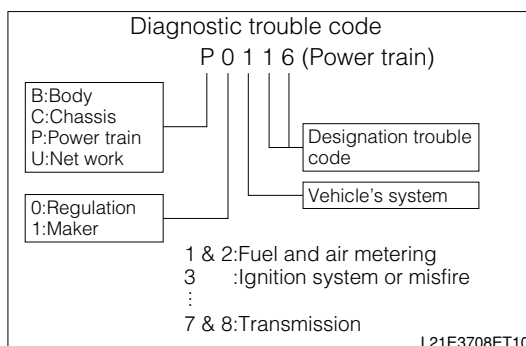 Diagnostic trouble code
P 0 1 1 6 (Power train)
B:Body
C:Chassis
P:Power train
U:Net work
Designation trouble
code
Vehicle's system
0:Regulation
1:Maker
1 & 2:Fuel and air metering
3 :Ignition system or misfire
⋮
7 & 8:Transmission
L21E3708ET10